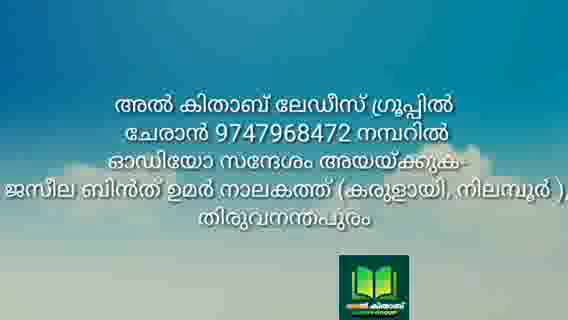 അൽ കിതാബ് ലേഡീസ് ഗ്രൂപ്പിൽ
ചേരാൻ 9747968472 നമ്പറിൽ
ഓഡിയോ സന്ദേശം അയയ്ക്കുക-
ജസീല ബിൻത് ഉമർ നാലകത്ത് (കരുളായി, നിലമ്പൂർ ),
തിരുവനന്തപുരം
അൽ കിതാബ്